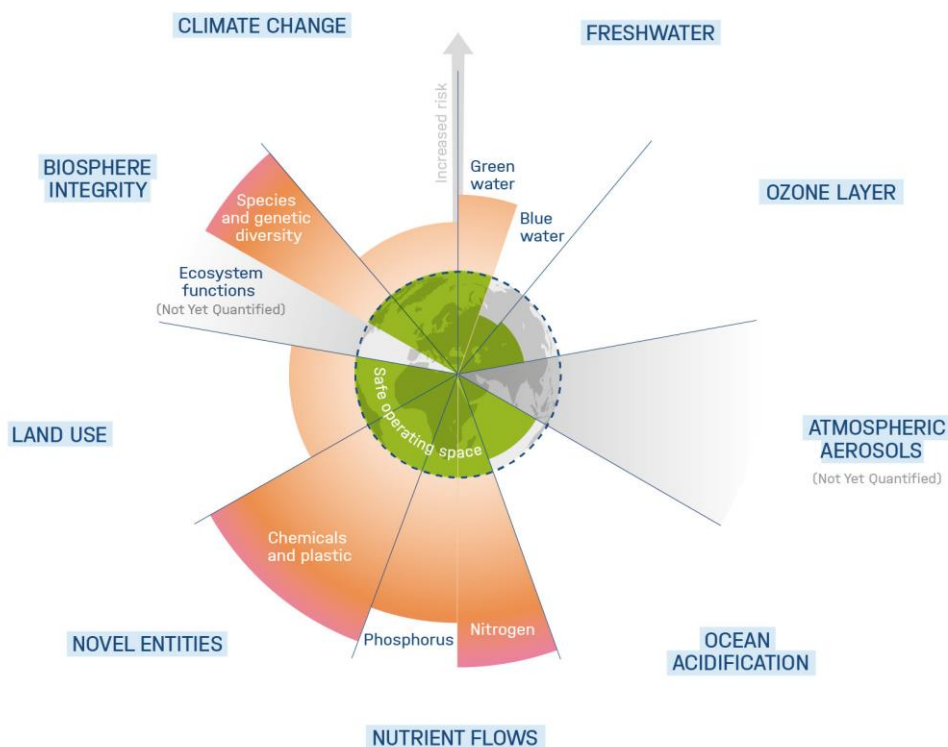 CLIMATE CHANGE
FRESHWATER
Increased risk
Green
water
Blue
water
BIOSPHERE
INTEGRITY
Species
and genetic
diversity
Ecosystem
functions
(Not Yet Quantified)
OZONE LAYER
Safe operating space
LAND USE
ATMOSPHERIC
AEROSOLS
(Not Yet Quantified)
Chemicals
and plastic
Phosphorus
Nitrogen
NOVEL ENTITIES
OCEAN
ACIDIFICATION
NUTRIENT FLOWS